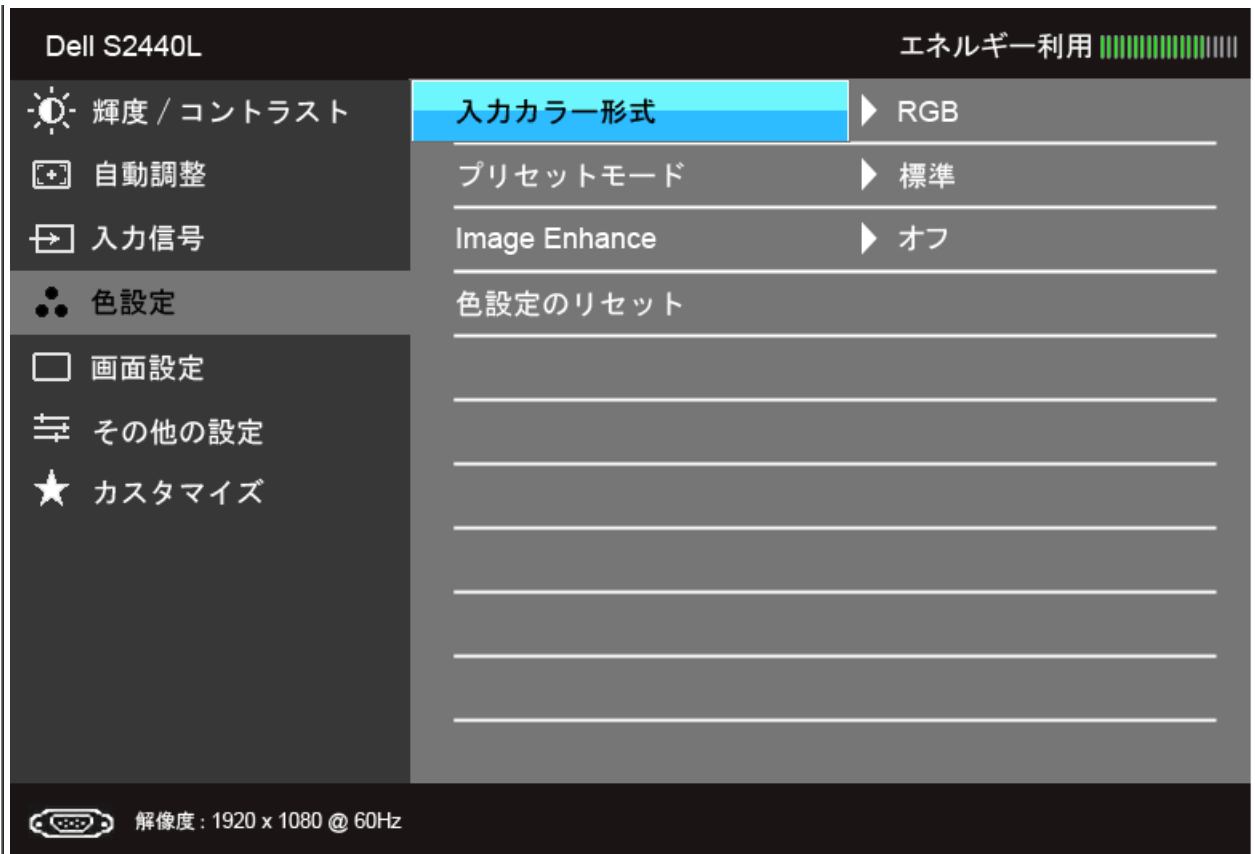 Dell S2440L
エネルギー利用
輝度 / コントラスト
自動調整
入力信号
色設定
画面設定
その他の設定
カスタマイズ
入力カラー形式 RGB
プリセットモード 標準
Image Enhance オフ
色設定のリセット
解像度 : 1920 x 1080 @ 60Hz